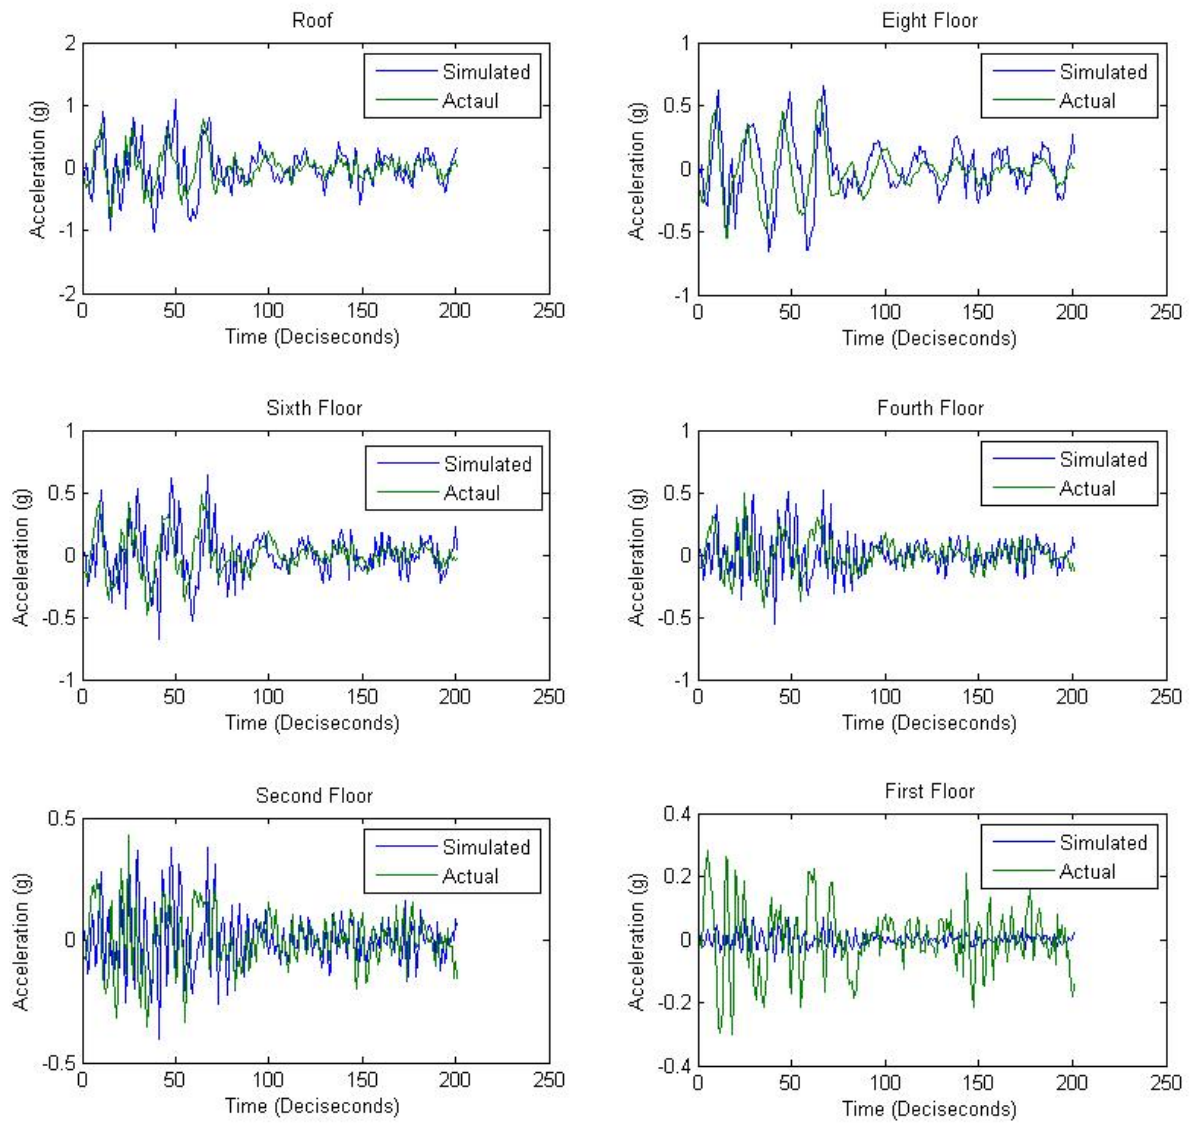 Roof
2
1
0
-1
-2
Acceleration (g)
Simulated
Actaul
0 50 100 150 200 250
Time (Deciseconds)
Eight Floor
1
0.5
0
-0.5
-1
Acceleration (g)
Simulated
Actual
0 50 100 150 200 250
Time (Deciseconds)
Sixth Floor
1
0.5
0
-0.5
-1
Acceleration (g)
Simulated
Actaul
0 50 100 150 200 250
Time (Deciseconds)
Fourth Floor
1
0.5
0
-0.5
-1
Acceleration (g)
Simulated
Actual
0 50 100 150 200 250
Time (Deciseconds)
Second Floor
0.5
0
-0.5
Acceleration (g)
Simulated
Actual
0 50 100 150 200 250
Time (Deciseconds)
First Floor
0.4
0.2
0
-0.2
-0.4
Acceleration (g)
Simulated
Actual
0 50 100 150 200 250
Time (Deciseconds)